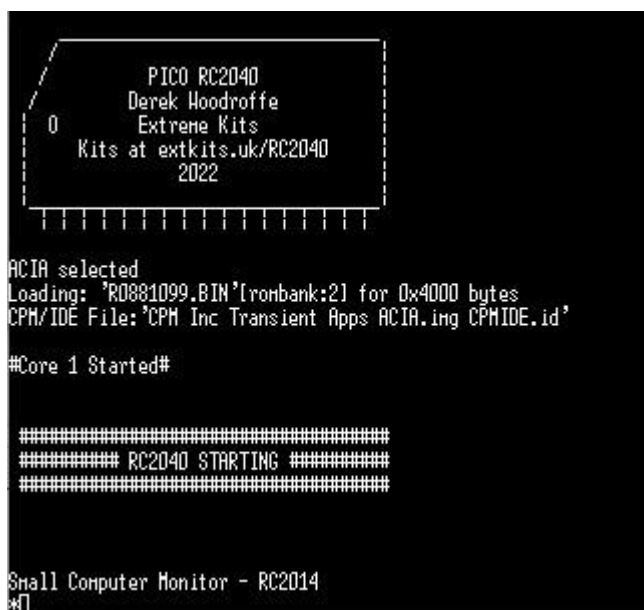 PICO RC2040
Derek Woodroffe
O Extreme Kits
Kits at extkits.uk/RC2040
2022
ACIA selected
Loading: 'R0881099.BIN'[rombank:2] for 0x4000 bytes
CPM/IDE File:'CPM Inc Transient Apps ACIA.img CPMIDE.id'
#Core 1 Started#
####################################
########## RC2040 STARTING ##########
####################################
Small Computer Monitor - RC2014
*